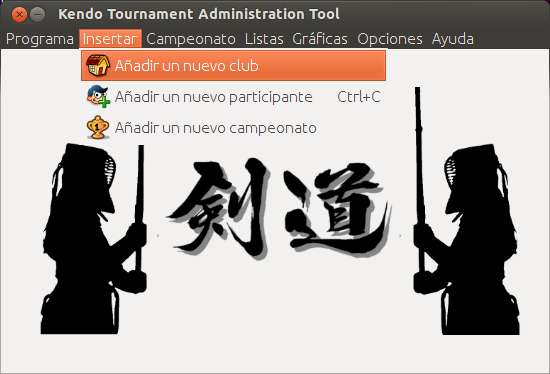 Kendo Tournament Administration Tool
Programa Insertar Campeonato Listas Gráficas Opciones Ayuda
Añadir un nuevo club
Añadir un nuevo participante Ctrl+C
Añadir un nuevo campeonato
剣道